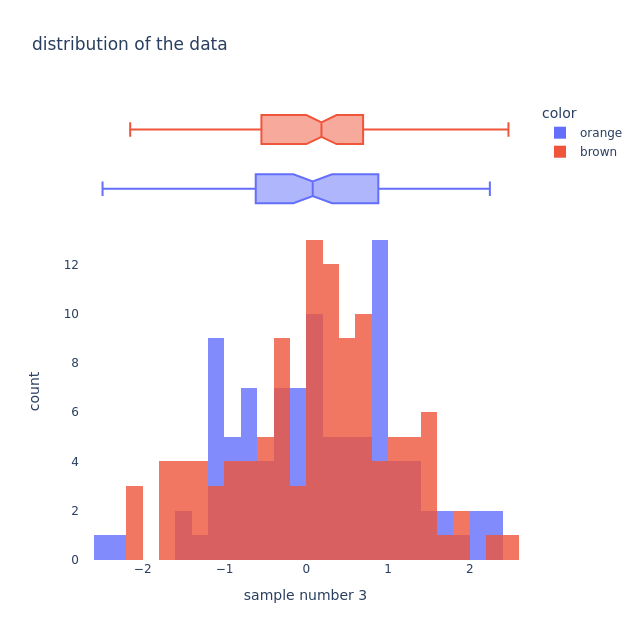 distribution of the data
color
orange
brown
12
10
8
6
4
2
0
count
−2
−1
0
1
2
sample number 3